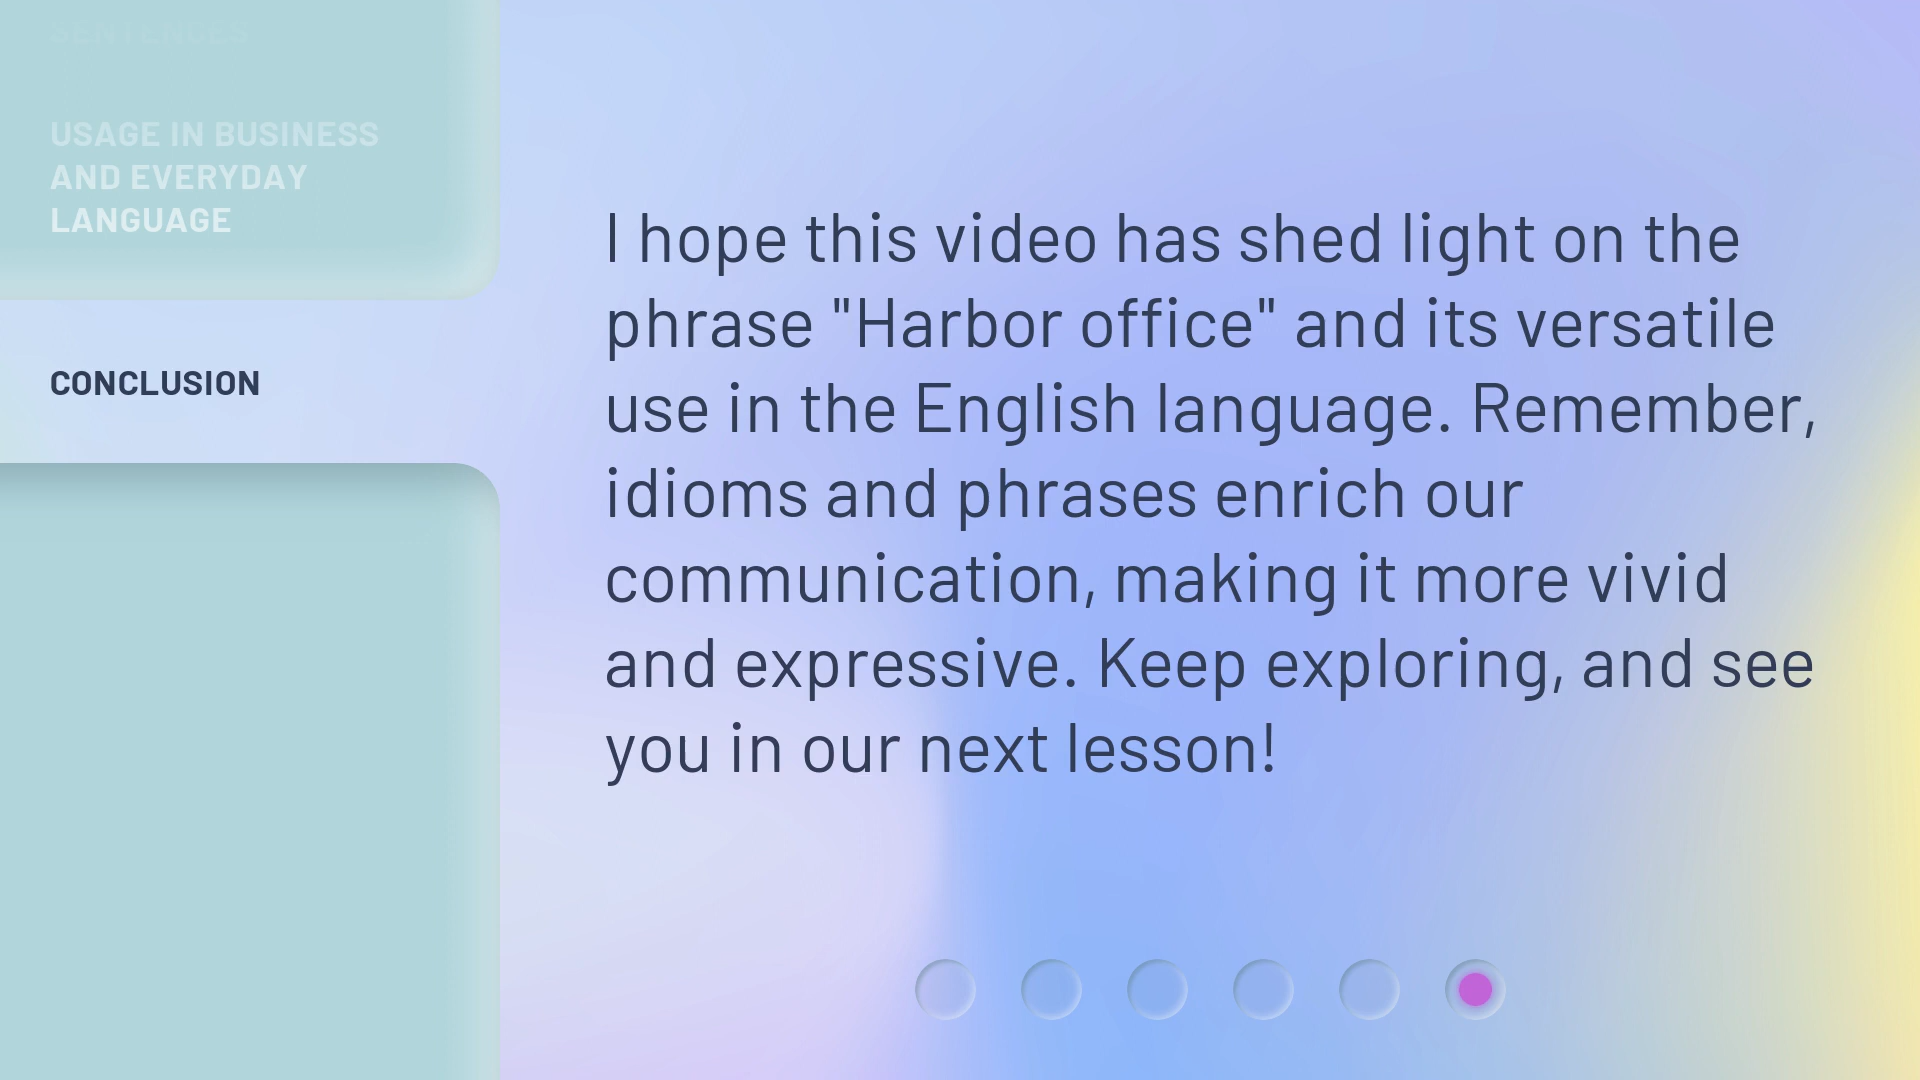 SENTENCES
USAGE IN BUSINESS
AND EVERYDAY
LANGUAGE
CONCLUSION
I hope this video has shed light on the
phrase "Harbor office" and its versatile
use in the English language. Remember,
idioms and phrases enrich our
communication, making it more vivid
and expressive. Keep exploring, and see
you in our next lesson!